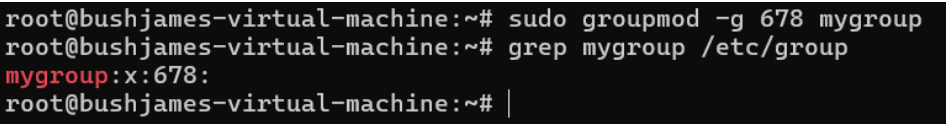 root@bushjames-virtual-machine:~# sudo groupmod -g 678 mygroup
root@bushjames-virtual-machine:~# grep mygroup /etc/group
mygroup:x:678:
root@bushjames-virtual-machine:~#